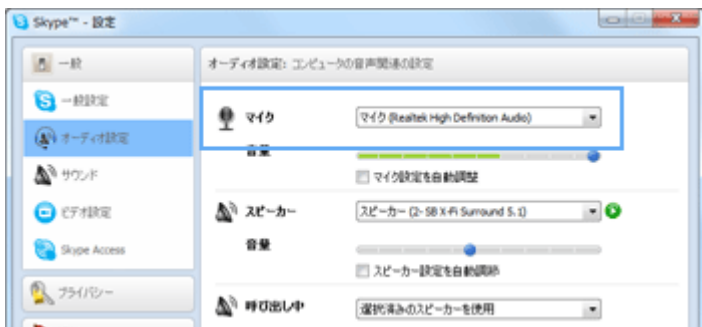 Skype™ - 設定
一般
オーディオ設定: コンピュータの音声関連の設定
一般設定
マイク
マイク (Realtek High Definition Audio)
オーディオ設定
音量
サウンド
マイク設定を自動調整
ビデオ設定
スピーカー
スピーカー (2- SB X-Fi Surround 5.1)
Skype Access
音量
スピーカー設定を自動調節
プライバシー
呼び出し中
選択済みのスピーカーを使用